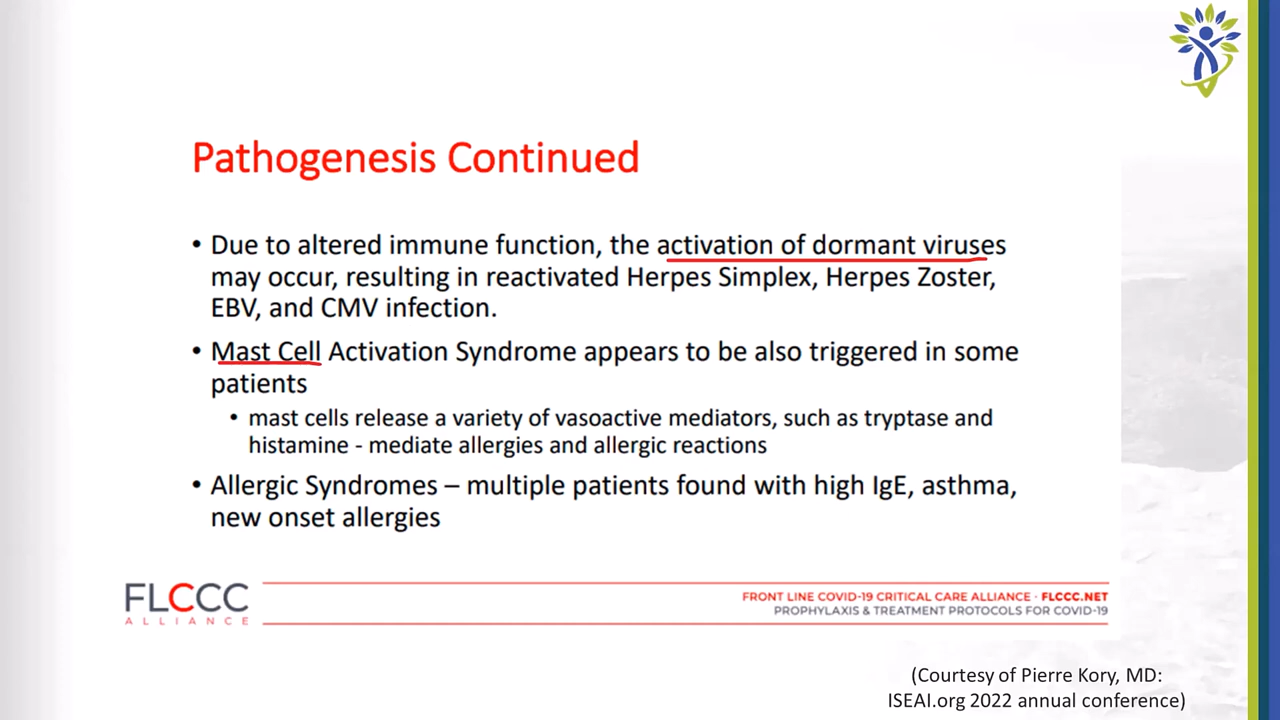 Pathogenesis Continued
• Due to altered immune function, the activation of dormant viruses
may occur, resulting in reactivated Herpes Simplex, Herpes Zoster,
EBV, and CMV infection.
• Mast Cell Activation Syndrome appears to be also triggered in some
patients
• mast cells release a variety of vasoactive mediators, such as tryptase and
histamine - mediate allergies and allergic reactions
• Allergic Syndromes – multiple patients found with high IgE, asthma,
new onset allergies
FLCCC
ALLIANCE
FRONT LINE COVID-19 CRITICAL CARE ALLIANCE · FLCCC.NET
PROPHYLAXIS & TREATMENT PROTOCOLS FOR COVID-19
(Courtesy of Pierre Kory, MD:
ISEAI.org 2022 annual conference)